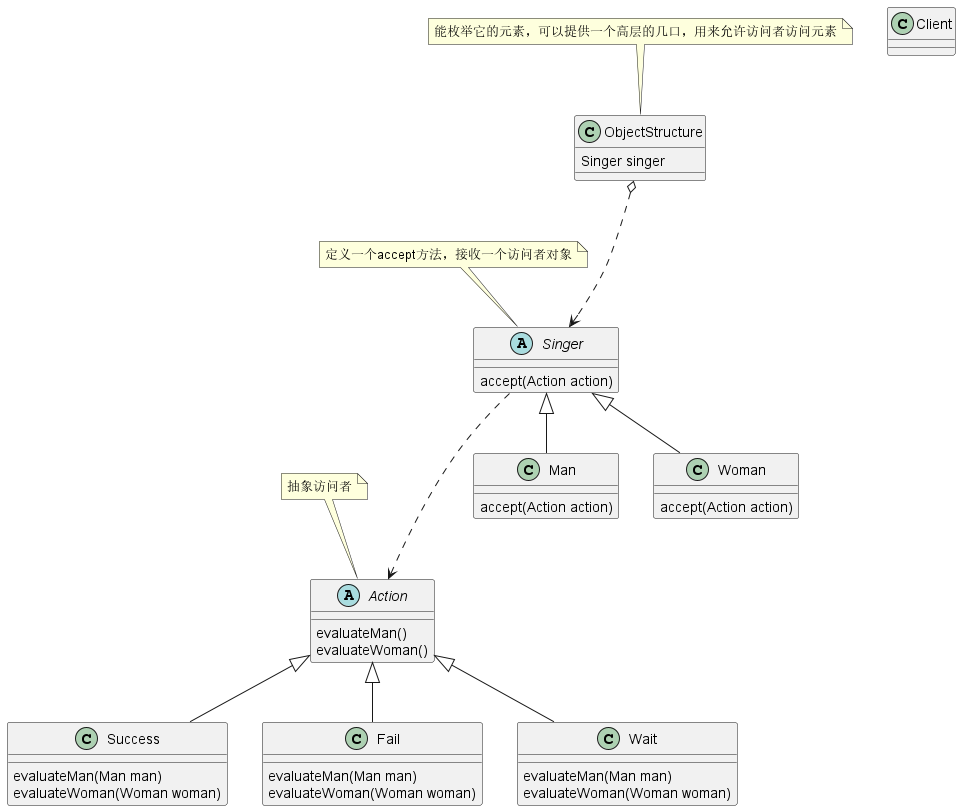 能枚举它的元素，可以提供一个高层的几口，用来允许访问者访问元素
C Client
C ObjectStructure
Singer singer
定义一个accept方法，接收一个访问者对象
A Singer
accept(Action action)
C Man
accept(Action action)
C Woman
accept(Action action)
抽象访问者
A Action
evaluateMan()
evaluateWoman()
C Success
evaluateMan(Man man)
evaluateWoman(Woman woman)
C Fail
evaluateMan(Man man)
evaluateWoman(Woman woman)
C Wait
evaluateMan(Man man)
evaluateWoman(Woman woman)